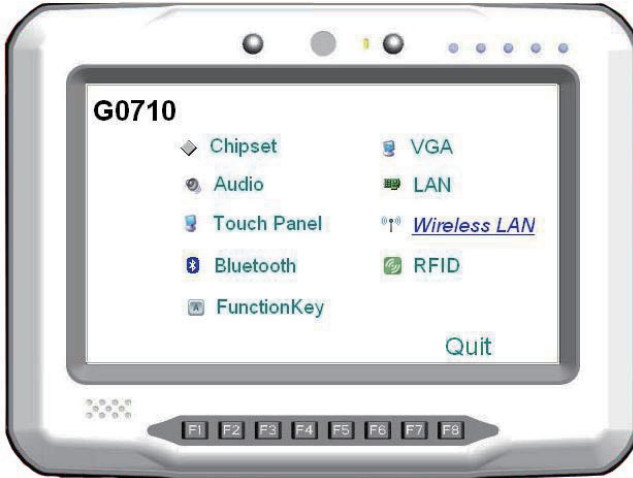 G0710
Chipset
VGA
Audio
LAN
Touch Panel
Wireless LAN
Bluetooth
RFID
FunctionKey
Quit
F1 F2 F3 F4 F5 F6 F7 F8